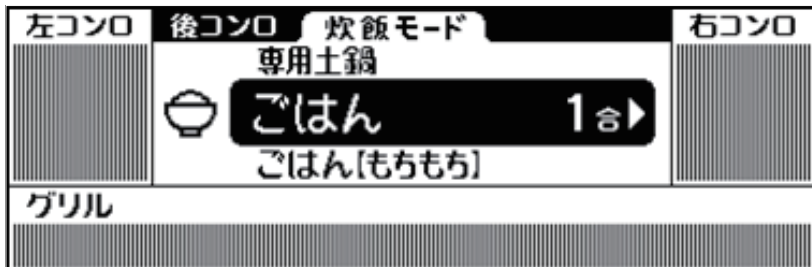 左コンロ
後コンロ 炊飯モード
右コンロ
専用土鍋
ごはん 1合
ごはん[もちもち]
グリル